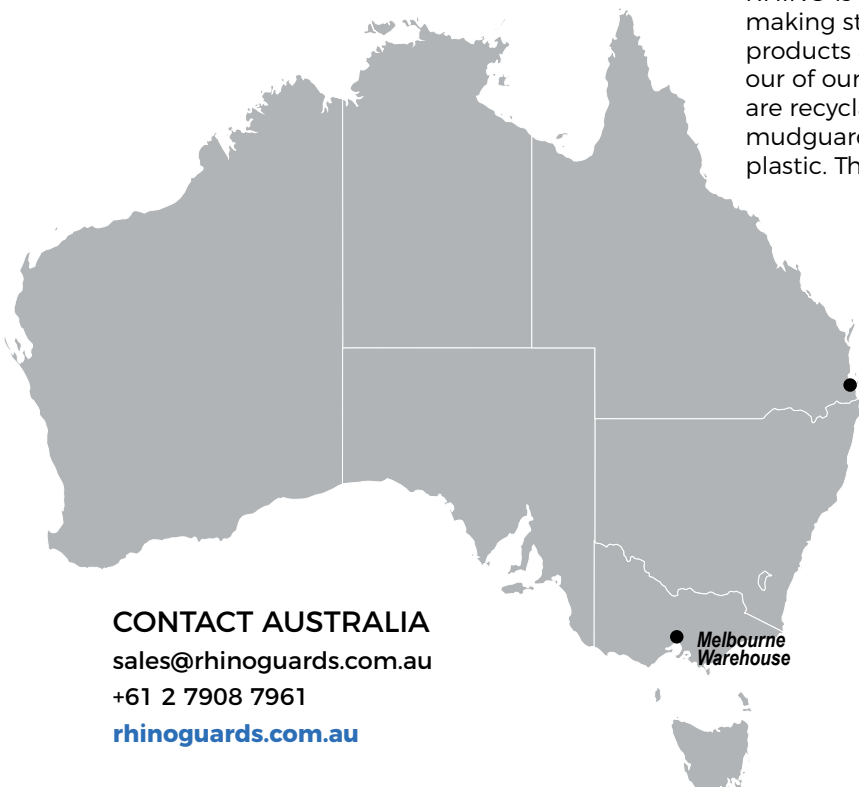 making st
products
our of our
are recycl
mudguar
plastic. Th
CONTACT AUSTRALIA
sales@rhinoguards.com.au
+61 2 7908 7961
rhinoguards.com.au
Melbourne
Warehouse